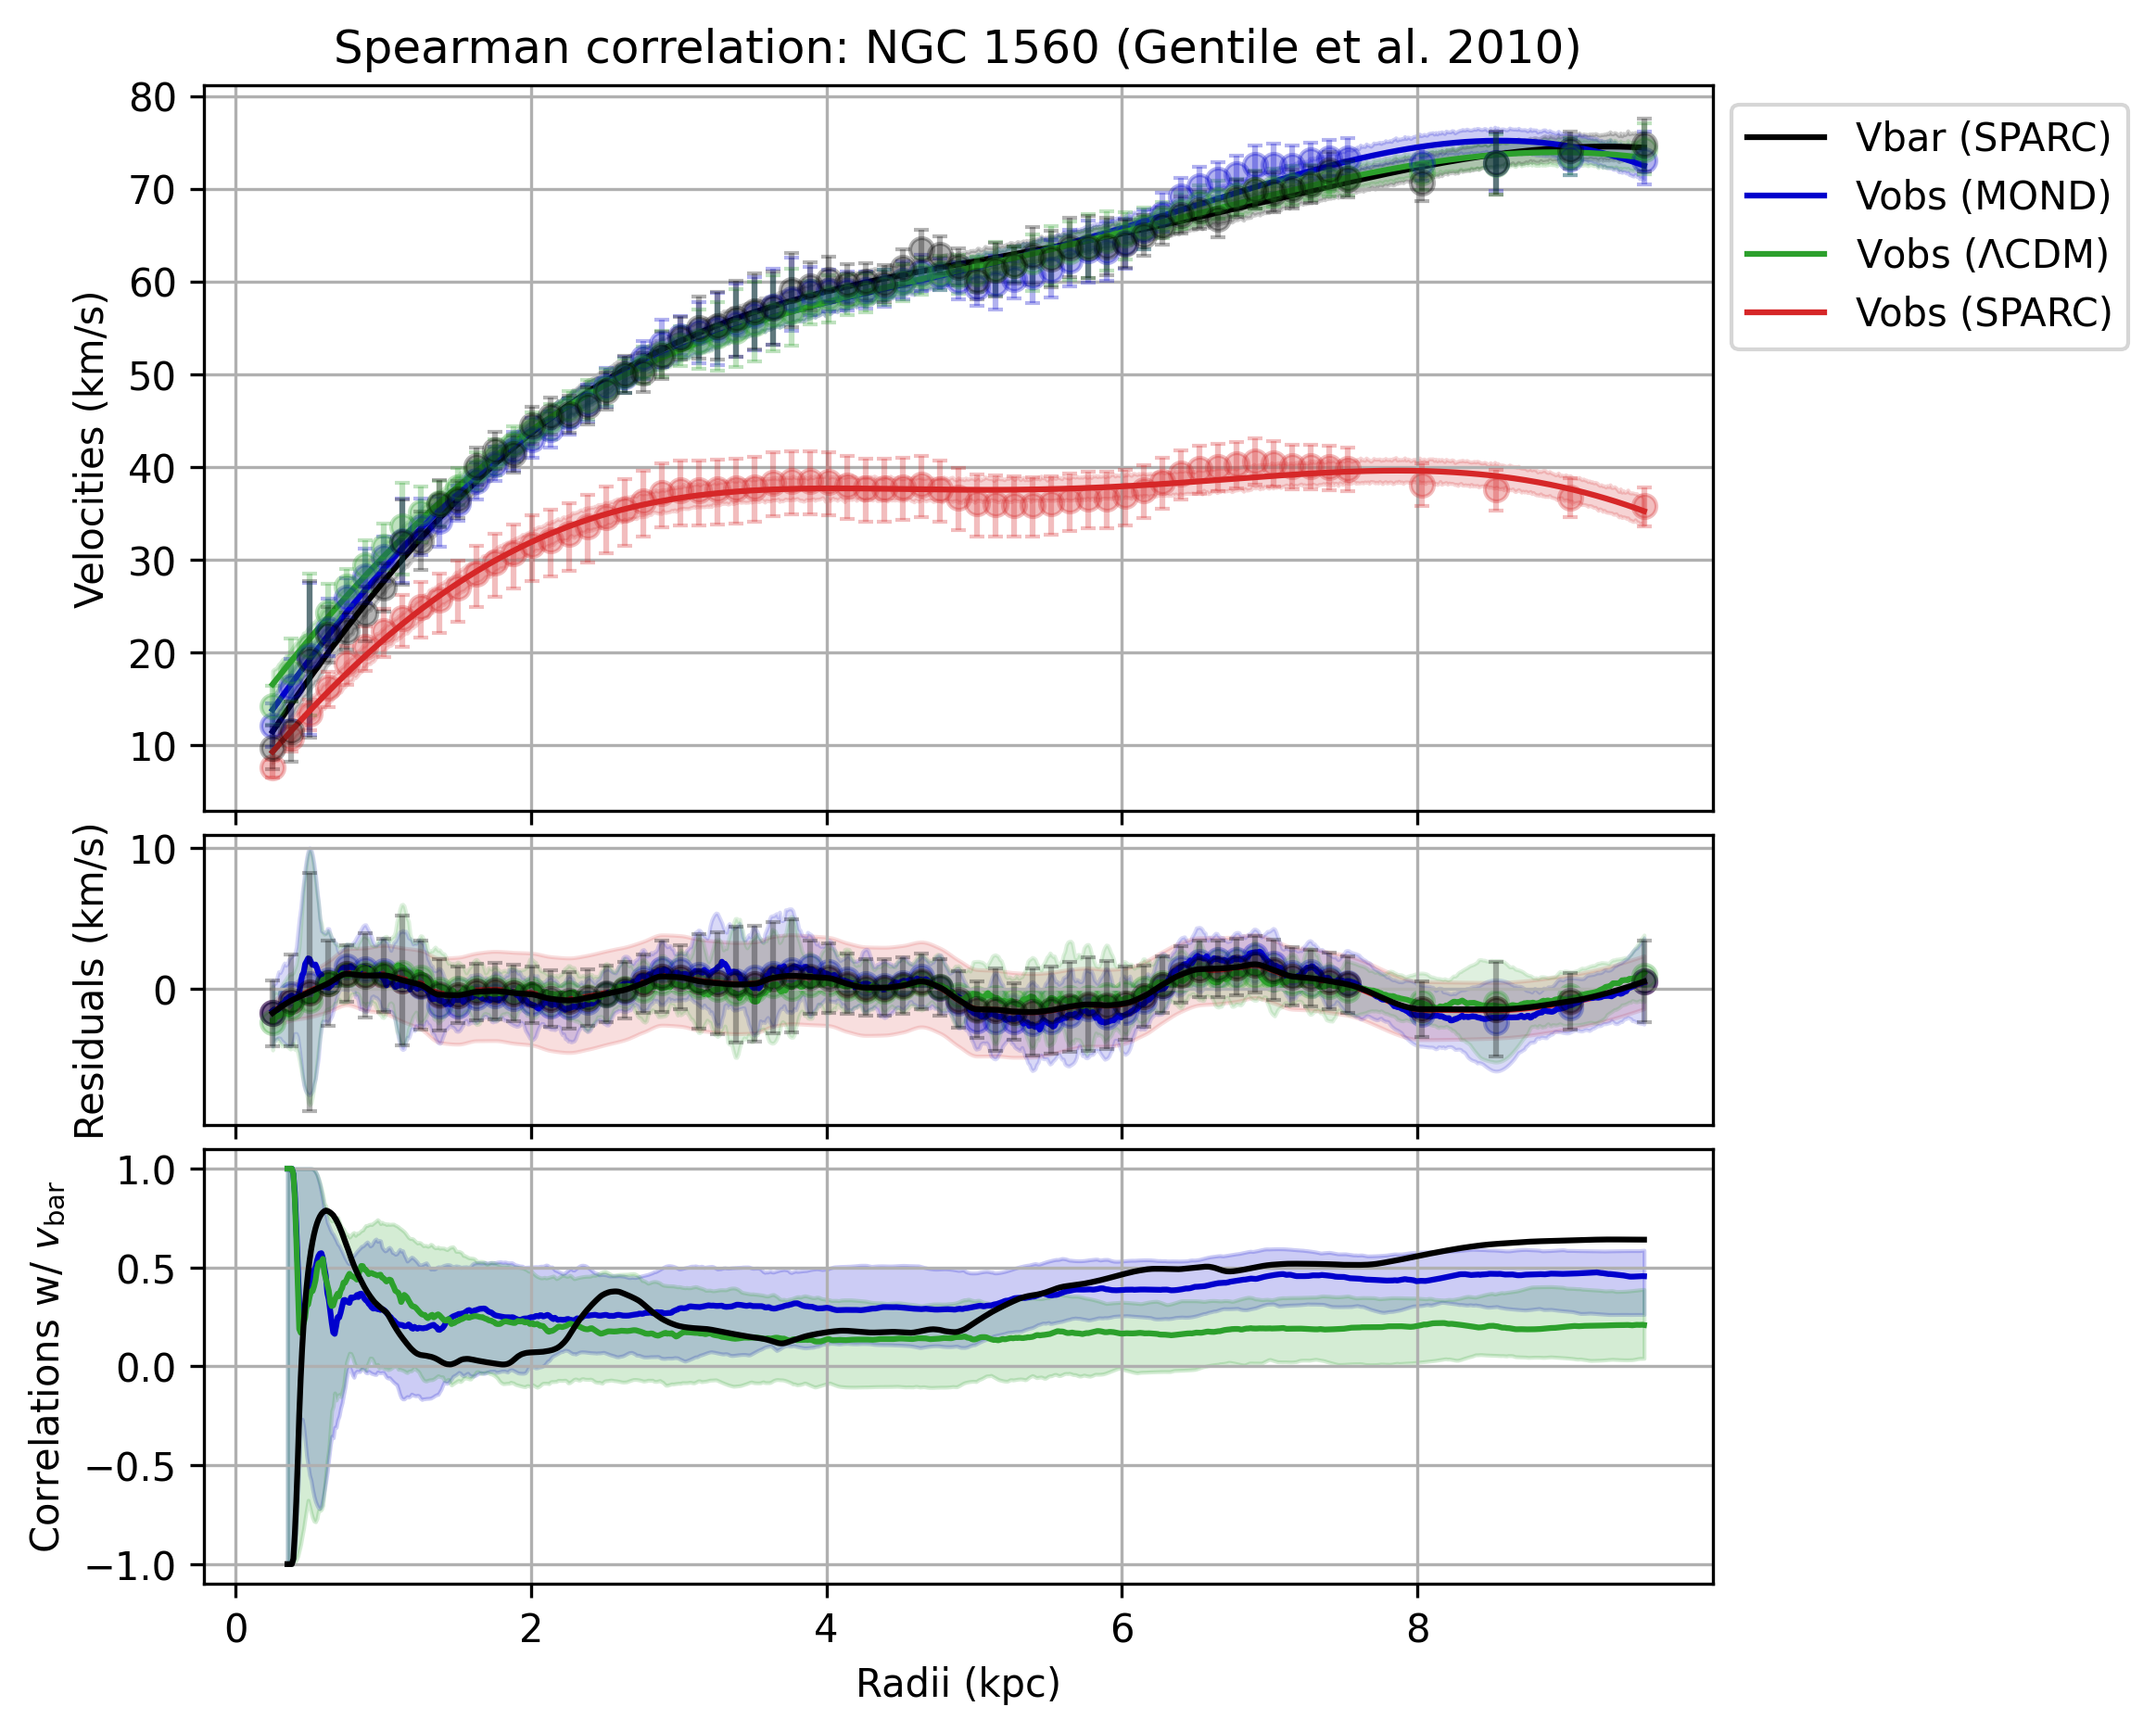 Spearman correlation: NGC 1560 (Gentile et al. 2010)
80
70
60
50
40
30
20
10
Velocities (km/s)
Vbar (SPARC)
Vobs (MOND)
Vobs (ΛCDM)
Vobs (SPARC)
10
0
Residuals (km/s)
1.0
0.5
0.0
−0.5
−1.0
Correlations w/ vbar
0 2 4 6 8
Radii (kpc)